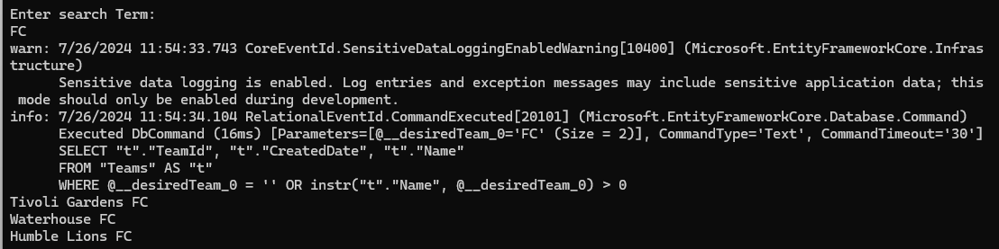 Enter search Term:
FC
warn: 7/26/2024 11:54:33.743 CoreEventId.SensitiveDataLoggingEnabledWarning[10400] (Microsoft.EntityFrameworkCore.Infras
tructure)
      Sensitive data logging is enabled. Log entries and exception messages may include sensitive application data; this
 mode should only be enabled during development.
info: 7/26/2024 11:54:34.104 RelationalEventId.CommandExecuted[20101] (Microsoft.EntityFrameworkCore.Database.Command)
      Executed DbCommand (16ms) [Parameters=[@__desiredTeam_0='FC' (Size = 2)], CommandType='Text', CommandTimeout='30']
      SELECT "t"."TeamId", "t"."CreatedDate", "t"."Name"
      FROM "Teams" AS "t"
      WHERE @__desiredTeam_0 = '' OR instr("t"."Name", @__desiredTeam_0) > 0
Tivoli Gardens FC
Waterhouse FC
Humble Lions FC